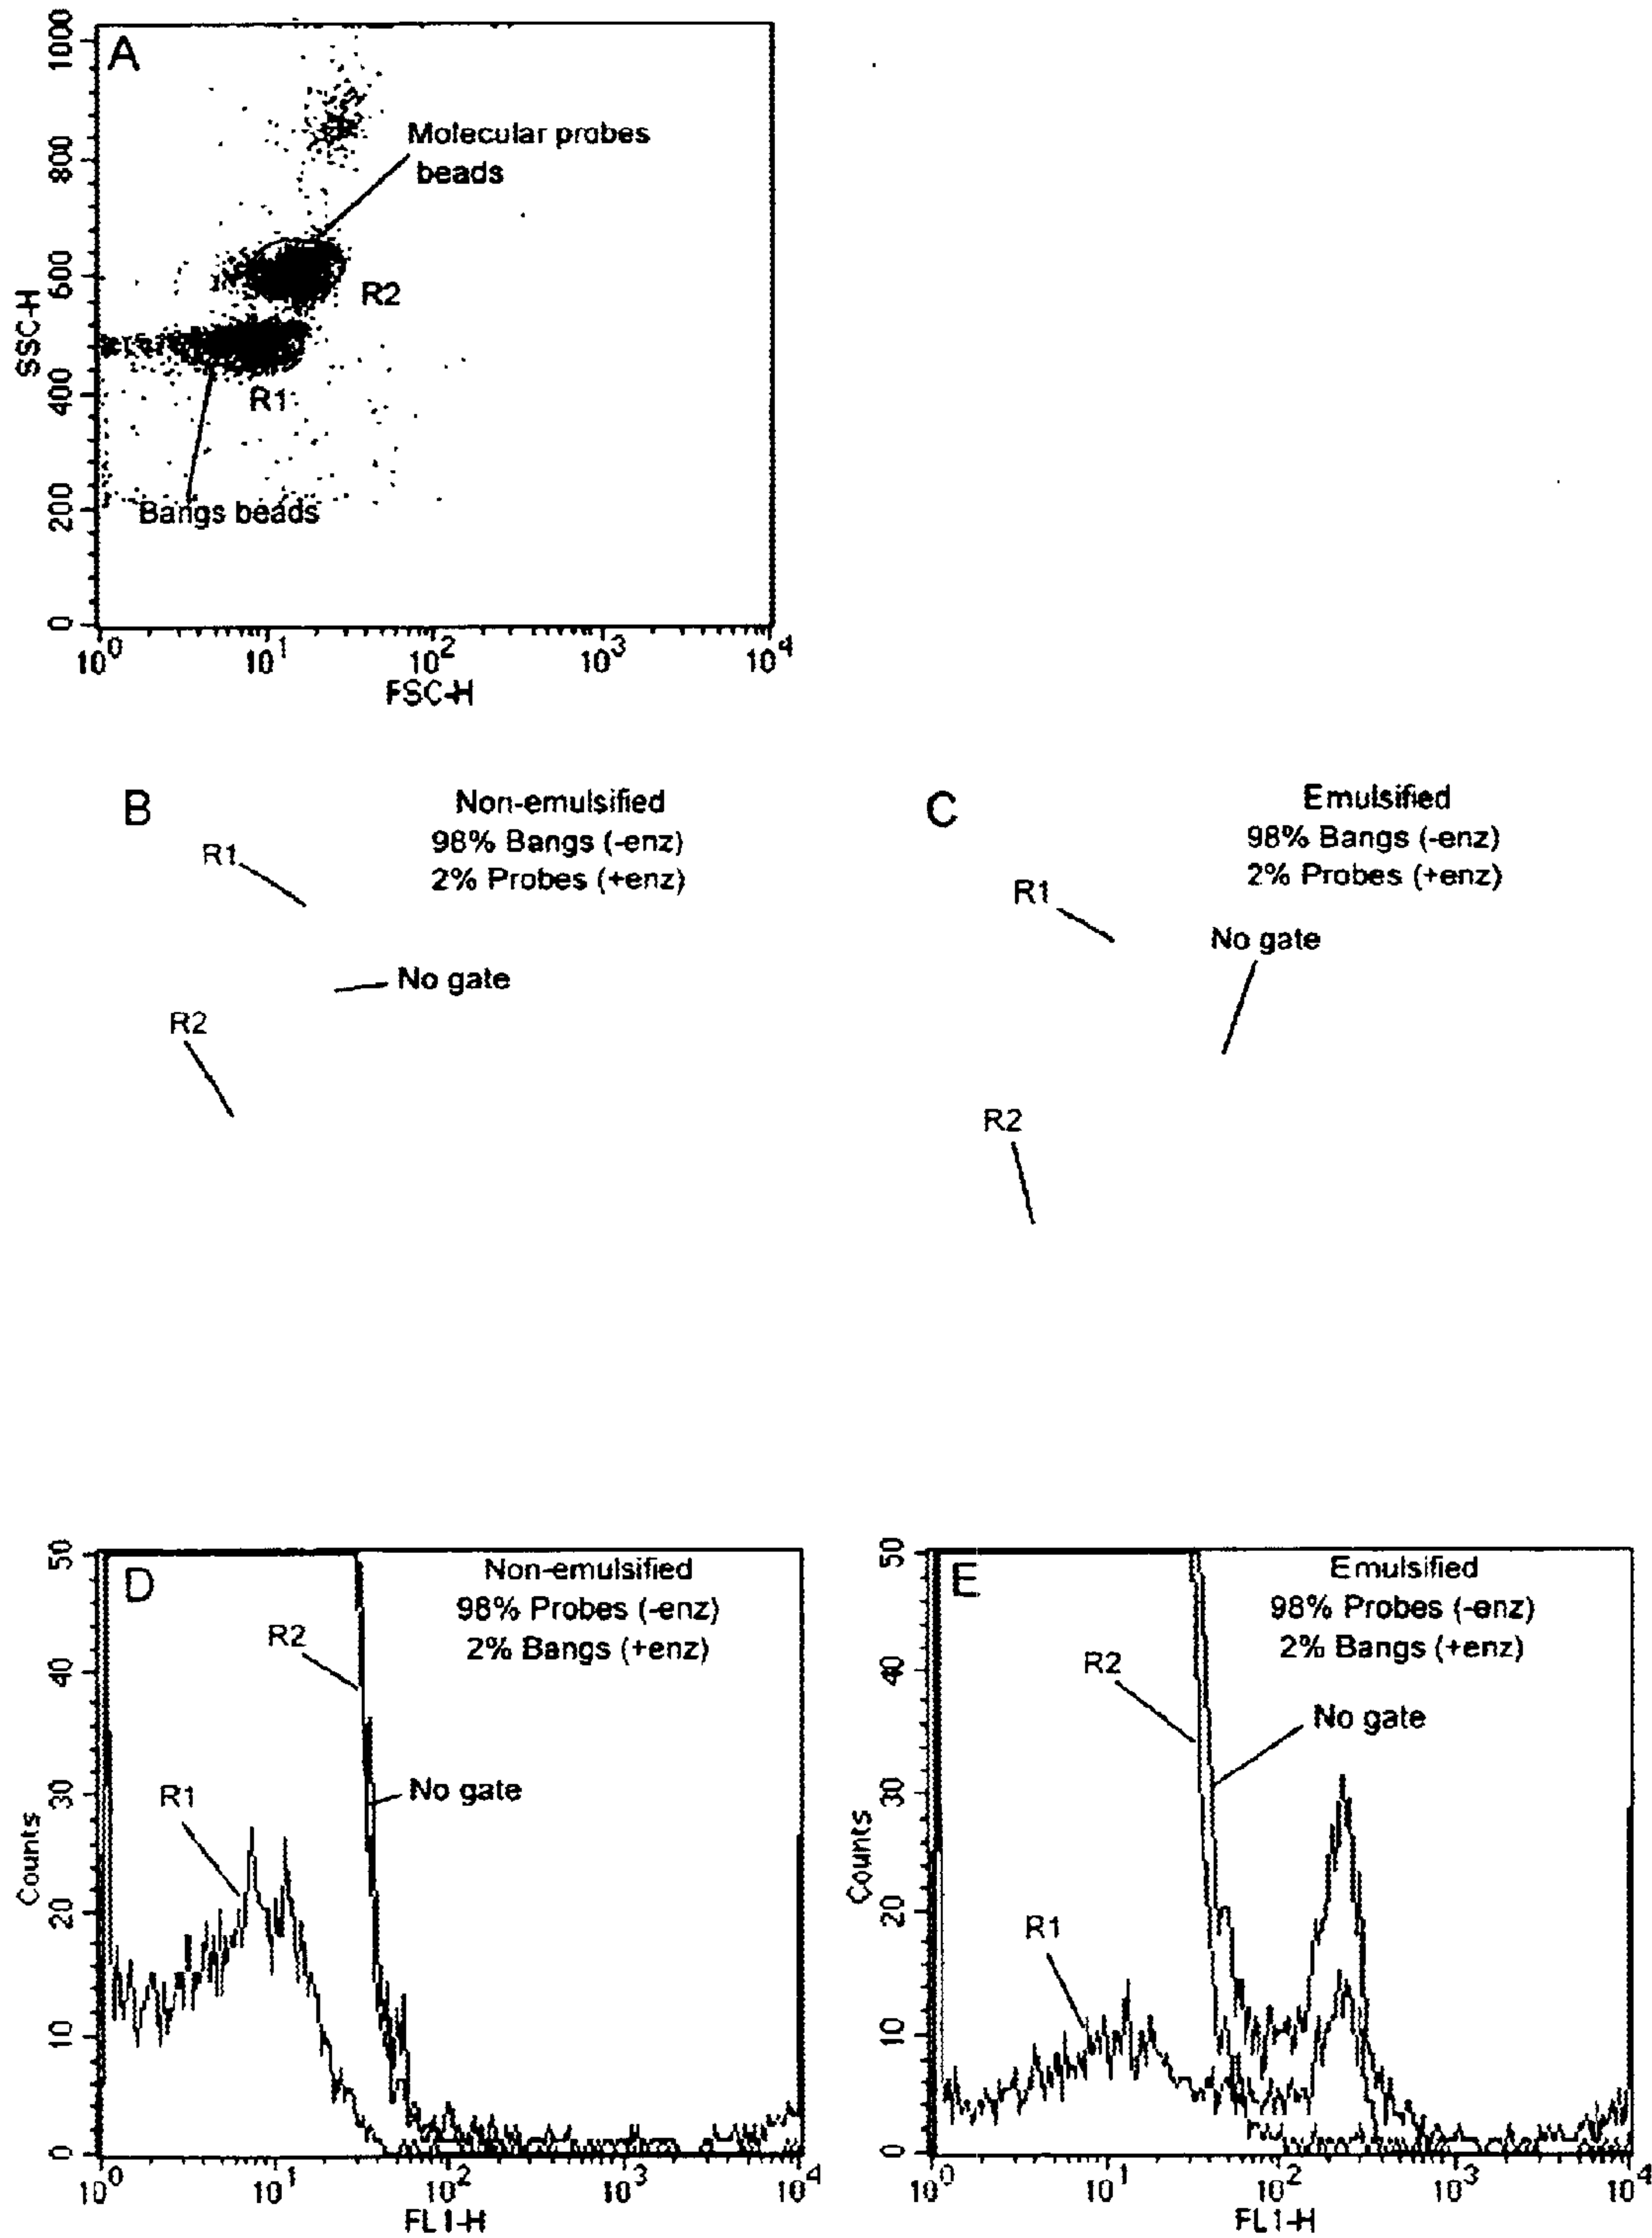 A
1000
800
600
400
200
0
SSC-H
Molecular probes
beads
R2
R1
Bangs beads
10⁰ 10¹ 10² 10³ 10⁴
FSC-H
B
Non-emulsified
98% Bangs (-enz)
2% Probes (+enz)
R1
No gate
R2
C
Emulsified
98% Bangs (-enz)
2% Probes (+enz)
R1
No gate
R2
D
Non-emulsified
98% Probes (-enz)
2% Bangs (+enz)
R2
No gate
R1
50
40
30
20
10
0
Counts
10⁰ 10¹ 10² 10³ 10⁴
FL1-H
E
Emulsified
98% Probes (-enz)
2% Bangs (+enz)
R2
No gate
R1
50
40
30
20
10
0
Counts
10⁰ 10¹ 10² 10³ 10⁴
FL1-H